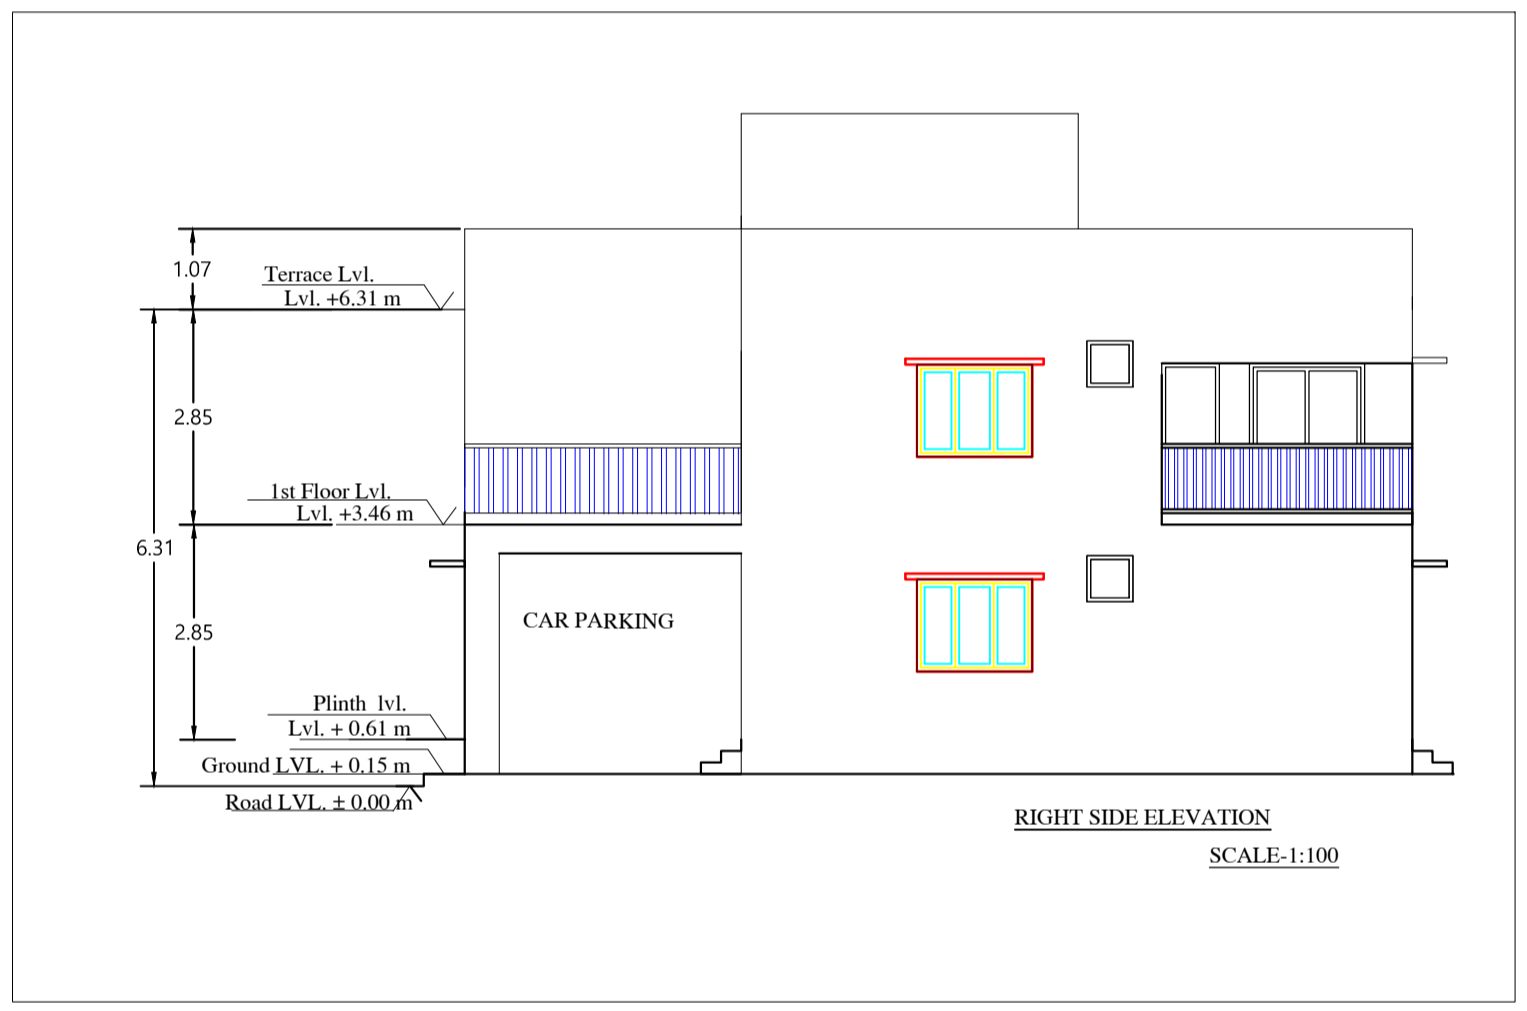 1.07
Terrace Lvl.
Lvl. +6.31 m
2.85
1st Floor Lvl.
Lvl. +3.46 m
6.31
CAR PARKING
2.85
Plinth lvl.
Lvl. + 0.61 m
Ground LVL. + 0.15 m
Road LVL. ± 0.00 m
RIGHT SIDE ELEVATION
SCALE-1:100